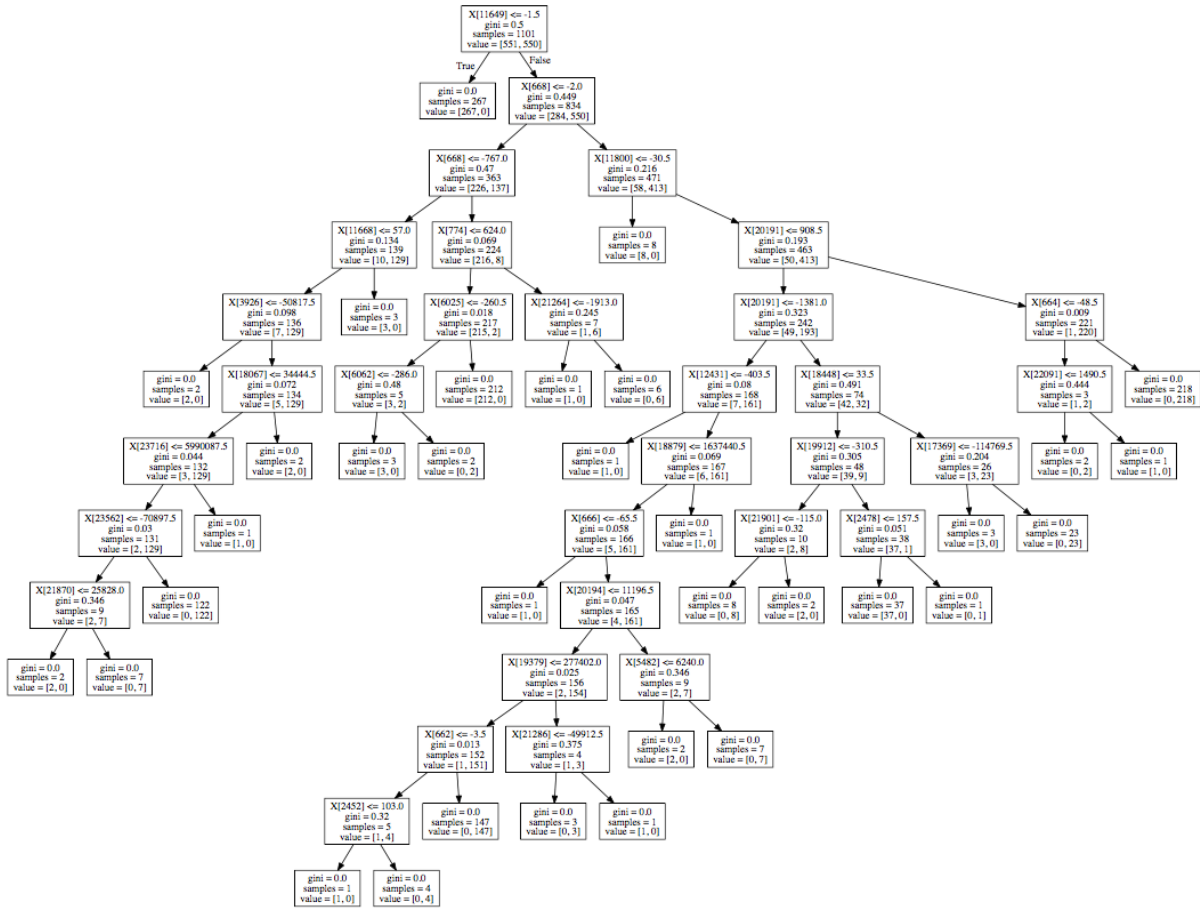 X[11649] <= -1.5
gini = 0.5
samples = 1101
value = [551, 550]
True
False
gini = 0.0
samples = 267
value = [267, 0]
X[668] <= -2.0
gini = 0.449
samples = 834
value = [284, 550]
X[668] <= -767.0
gini = 0.47
samples = 363
value = [226, 137]
X[11800] <= -30.5
gini = 0.216
samples = 471
value = [58, 413]
X[11668] <= 57.0
gini = 0.134
samples = 139
value = [10, 129]
X[774] <= 624.0
gini = 0.069
samples = 224
value = [216, 8]
gini = 0.0
samples = 8
value = [8, 0]
X[20191] <= 908.5
gini = 0.193
samples = 463
value = [50, 413]
X[3926] <= -50817.5
gini = 0.098
samples = 136
value = [7, 129]
gini = 0.0
samples = 3
value = [3, 0]
X[6025] <= -260.5
gini = 0.018
samples = 217
value = [215, 2]
X[21264] <= -1913.0
gini = 0.245
samples = 7
value = [1, 6]
X[20191] <= -1381.0
gini = 0.323
samples = 242
value = [49, 193]
X[664] <= -48.5
gini = 0.009
samples = 221
value = [1, 220]
gini = 0.0
samples = 2
value = [2, 0]
X[18067] <= 34444.5
gini = 0.072
samples = 134
value = [5, 129]
X[6062] <= -286.0
gini = 0.48
samples = 5
value = [3, 2]
gini = 0.0
samples = 212
value = [212, 0]
gini = 0.0
samples = 1
value = [1, 0]
gini = 0.0
samples = 6
value = [0, 6]
X[12431] <= -403.5
gini = 0.08
samples = 168
value = [7, 161]
X[18448] <= 33.5
gini = 0.491
samples = 74
value = [42, 32]
X[22091] <= 1490.5
gini = 0.444
samples = 3
value = [1, 2]
gini = 0.0
samples = 218
value = [0, 218]
X[23716] <= 5990087.5
gini = 0.044
samples = 132
value = [3, 129]
gini = 0.0
samples = 2
value = [2, 0]
gini = 0.0
samples = 3
value = [3, 0]
gini = 0.0
samples = 2
value = [0, 2]
gini = 0.0
samples = 1
value = [1, 0]
X[18879] <= 1637440.5
gini = 0.069
samples = 167
value = [6, 161]
X[19912] <= -310.5
gini = 0.305
samples = 48
value = [39, 9]
X[17369] <= -114769.5
gini = 0.204
samples = 26
value = [3, 23]
gini = 0.0
samples = 2
value = [0, 2]
gini = 0.0
samples = 1
value = [1, 0]
X[23562] <= -70897.5
gini = 0.03
samples = 131
value = [2, 129]
gini = 0.0
samples = 1
value = [1, 0]
X[666] <= -65.5
gini = 0.058
samples = 166
value = [5, 161]
gini = 0.0
samples = 1
value = [1, 0]
X[21901] <= -115.0
gini = 0.32
samples = 10
value = [2, 8]
X[2478] <= 157.5
gini = 0.051
samples = 38
value = [37, 1]
gini = 0.0
samples = 3
value = [3, 0]
gini = 0.0
samples = 23
value = [0, 23]
X[21870] <= 25828.0
gini = 0.346
samples = 9
value = [2, 7]
gini = 0.0
samples = 122
value = [0, 122]
gini = 0.0
samples = 1
value = [1, 0]
X[20194] <= 11196.5
gini = 0.047
samples = 165
value = [4, 161]
gini = 0.0
samples = 8
value = [0, 8]
gini = 0.0
samples = 2
value = [2, 0]
gini = 0.0
samples = 37
value = [37, 0]
gini = 0.0
samples = 1
value = [0, 1]
gini = 0.0
samples = 2
value = [2, 0]
gini = 0.0
samples = 7
value = [0, 7]
X[19379] <= 277402.0
gini = 0.025
samples = 156
value = [2, 154]
X[5482] <= 6240.0
gini = 0.346
samples = 9
value = [2, 7]
X[662] <= -3.5
gini = 0.013
samples = 152
value = [1, 151]
X[21286] <= -49912.5
gini = 0.375
samples = 4
value = [1, 3]
gini = 0.0
samples = 2
value = [2, 0]
gini = 0.0
samples = 7
value = [0, 7]
X[2452] <= 103.0
gini = 0.32
samples = 5
value = [1, 4]
gini = 0.0
samples = 147
value = [0, 147]
gini = 0.0
samples = 3
value = [0, 3]
gini = 0.0
samples = 1
value = [1, 0]
gini = 0.0
samples = 1
value = [1, 0]
gini = 0.0
samples = 4
value = [0, 4]